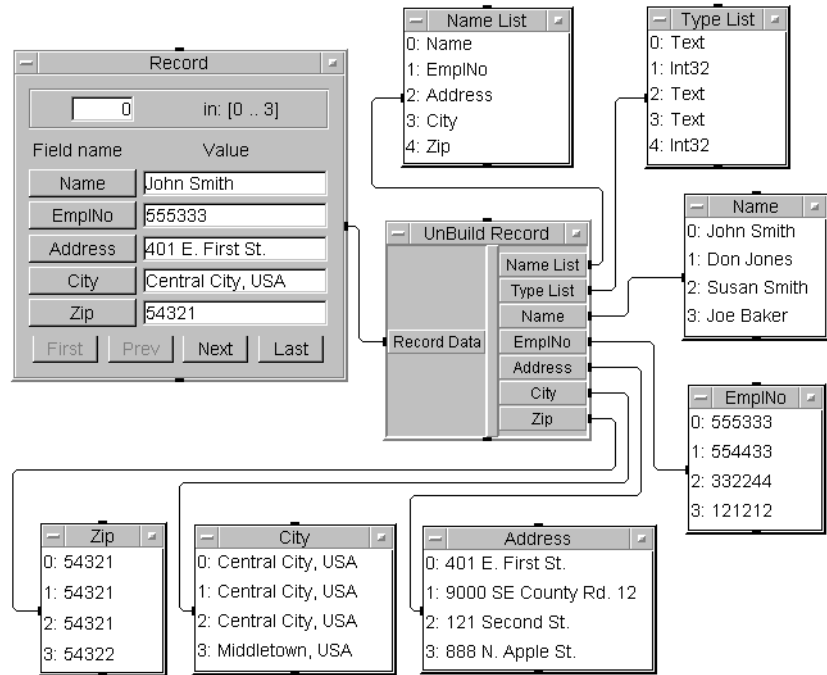 Record
0 in: [0 .. 3]
Field name Value
Name John Smith
EmplNo 555333
Address 401 E. First St.
City Central City, USA
Zip 54321
First Prev Next Last
Name List
0: Name
1: EmplNo
2: Address
3: City
4: Zip
Type List
0: Text
1: Int32
2: Text
3: Text
4: Int32
UnBuild Record
Record Data
Name List
Type List
Name
EmplNo
Address
City
Zip
Name
0: John Smith
1: Don Jones
2: Susan Smith
3: Joe Baker
EmplNo
0: 555333
1: 554433
2: 332244
3: 121212
Zip
0: 54321
1: 54321
2: 54321
3: 54322
City
0: Central City, USA
1: Central City, USA
2: Central City, USA
3: Middletown, USA
Address
0: 401 E. First St.
1: 9000 SE County Rd. 12
2: 121 Second St.
3: 888 N. Apple St.